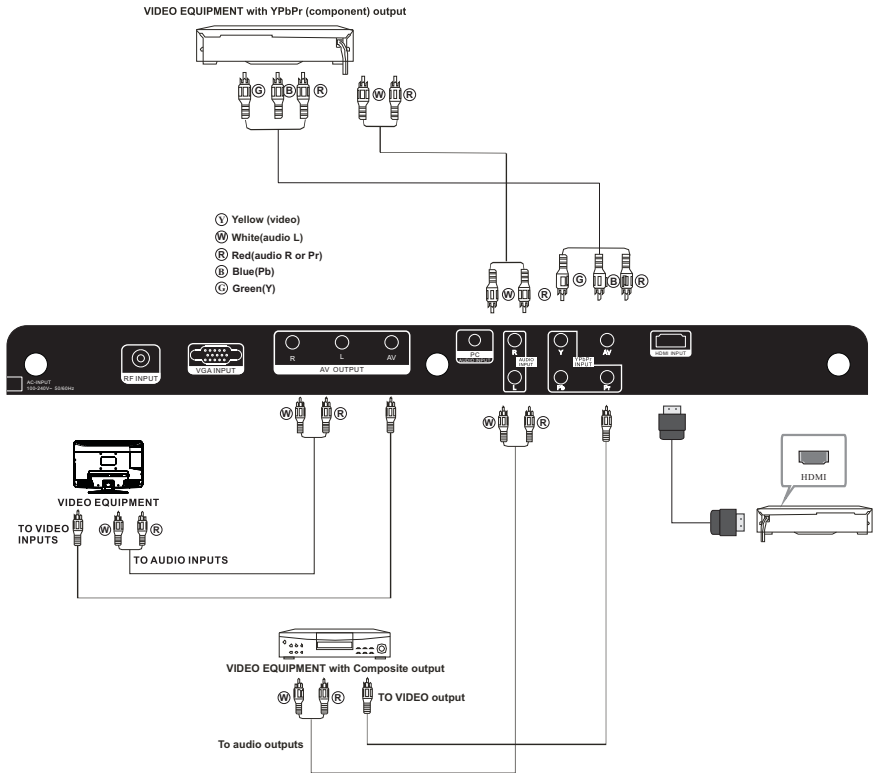 VIDEO EQUIPMENT with YPbPr (component) output
G B R W R
Y Yellow (video)
W White(audio L)
R Red(audio R or Pr)
B Blue(Pb)
G Green(Y)
W R G B R
AC-INPUT
100-240V~ 50/60Hz
RF INPUT
VGA INPUT
R L AV
AV OUTPUT
PC
AUDIO INPUT
R
AUDIO
INPUT
L
Y
YPbPr
INPUT
AV
Pb
Pr
HDMI INPUT
W R
W R
HDMI
VIDEO EQUIPMENT
TO VIDEO
INPUTS
W R
TO AUDIO INPUTS
VIDEO EQUIPMENT with Composite output
W R
TO VIDEO output
To audio outputs